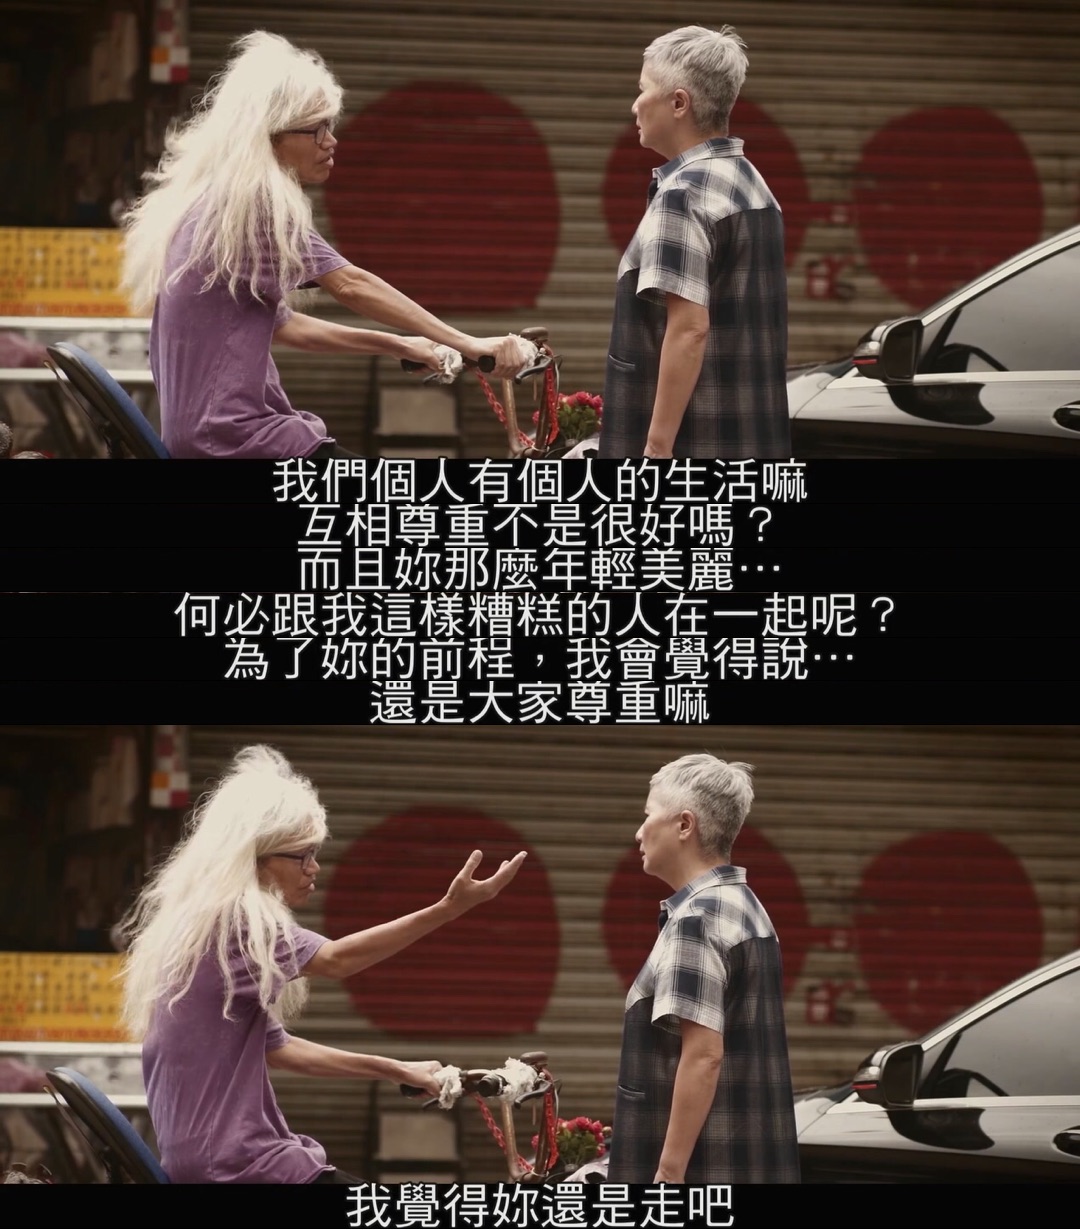 我們個人有個人的生活嘛
互相尊重不是很好嗎？
而且妳那麼年輕美麗…
何必跟我這樣糟糕的人在一起呢？
為了妳的前程，我會覺得說…
還是大家尊重嘛
我覺得妳還是走吧